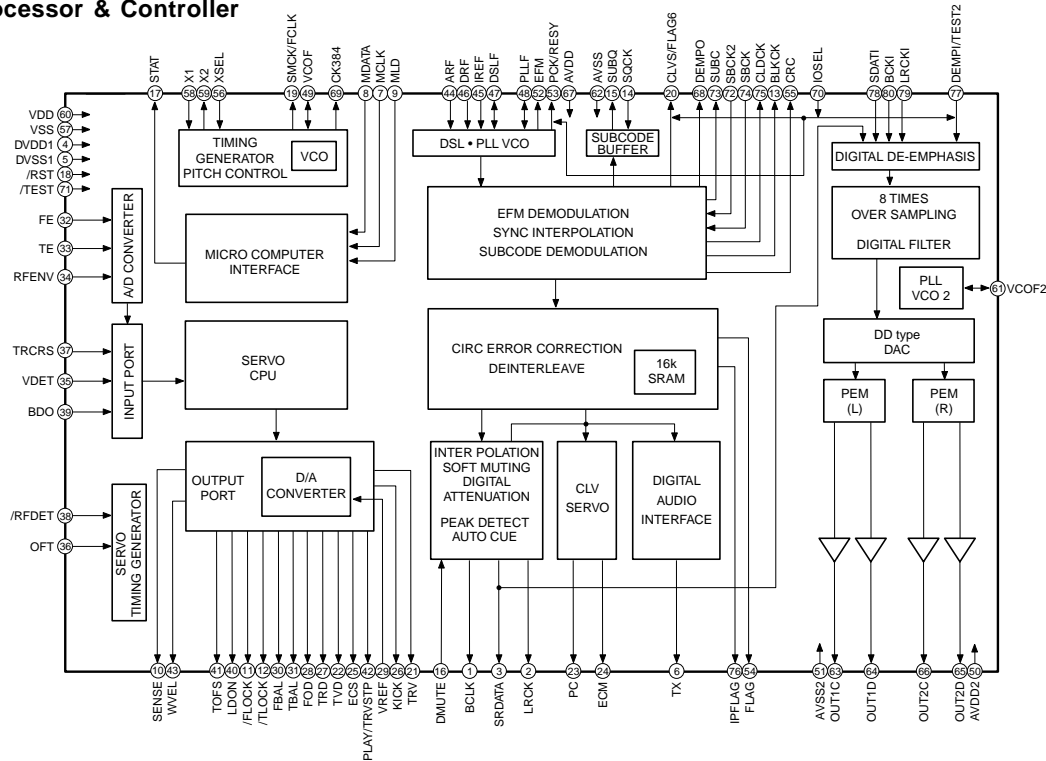 ocessor & Controller
STAT
X1
X2
XSEL
SMCK/FCLK
VCOF
CK384
MDATA
MCLK
MLD
ARF
DRF
IREF
DSLF
PLLF
EFM
PCK/RESY
AVDD
AVSS
SUBQ
SQCK
CLVS/FLAG6
DEMPO
SUBC
SBCK2
SBCK
CLDCK
BLKCK
CRC
IOSEL
SDATI
BCKI
LRCKI
DEMPI/TEST2
17 58 59 56 19 49 69 8 7 9 44 46 45 47 48 52 53 67 62 15 14 20 68 73 72 74 75 13 55 70 78 80 79 77
VDD 60
VSS 57
DVDD1 4
DVSS1 5
/RST 18
/TEST 71
FE 32
TE 33
RFENV 34
TRCRS 37
VDET 35
BDO 39
/RFDET 38
OFT 36
A/D CONVERTER
INPUT PORT
SERVO
TIMING GENERATOR
TIMING
GENERATOR
PITCH CONTROL
VCO
MICRO COMPUTER
INTERFACE
SERVO
CPU
OUTPUT
PORT
D/A
CONVERTER
DSL • PLL VCO
SUBCODE
BUFFER
EFM DEMODULATION
SYNC INTERPOLATION
SUBCODE DEMODULATION
CIRC ERROR CORRECTION
DEINTERLEAVE
16k
SRAM
INTER POLATION
SOFT MUTING
DIGITAL
ATTENUATION
PEAK DETECT
AUTO CUE
CLV
SERVO
DIGITAL
AUDIO
INTERFACE
DIGITAL DE-EMPHASIS
8 TIMES
OVER SAMPLING
DIGITAL FILTER
PLL
VCO 2
61 VCOF2
DD type
DAC
PEM
(L)
PEM
(R)
10 43 41 40 11 12 30 31 28 27 22 25 42 29 26 21 16 1 3 2 23 24 6 76 54 51 63 64 66 65 50
SENSE
WVEL
TOFS
LDON
/FLOCK
/TLOCK
FBAL
TBAL
FOD
TRD
TVD
ECS
PLAY/TRVSTP
VREF
KICK
TRV
DMUTE
BCLK
SRDATA
LRCK
PC
ECM
TX
IPFLAG
FLAG
AVSS2
OUT1C
OUT1D
OUT2C
OUT2D
AVDD2